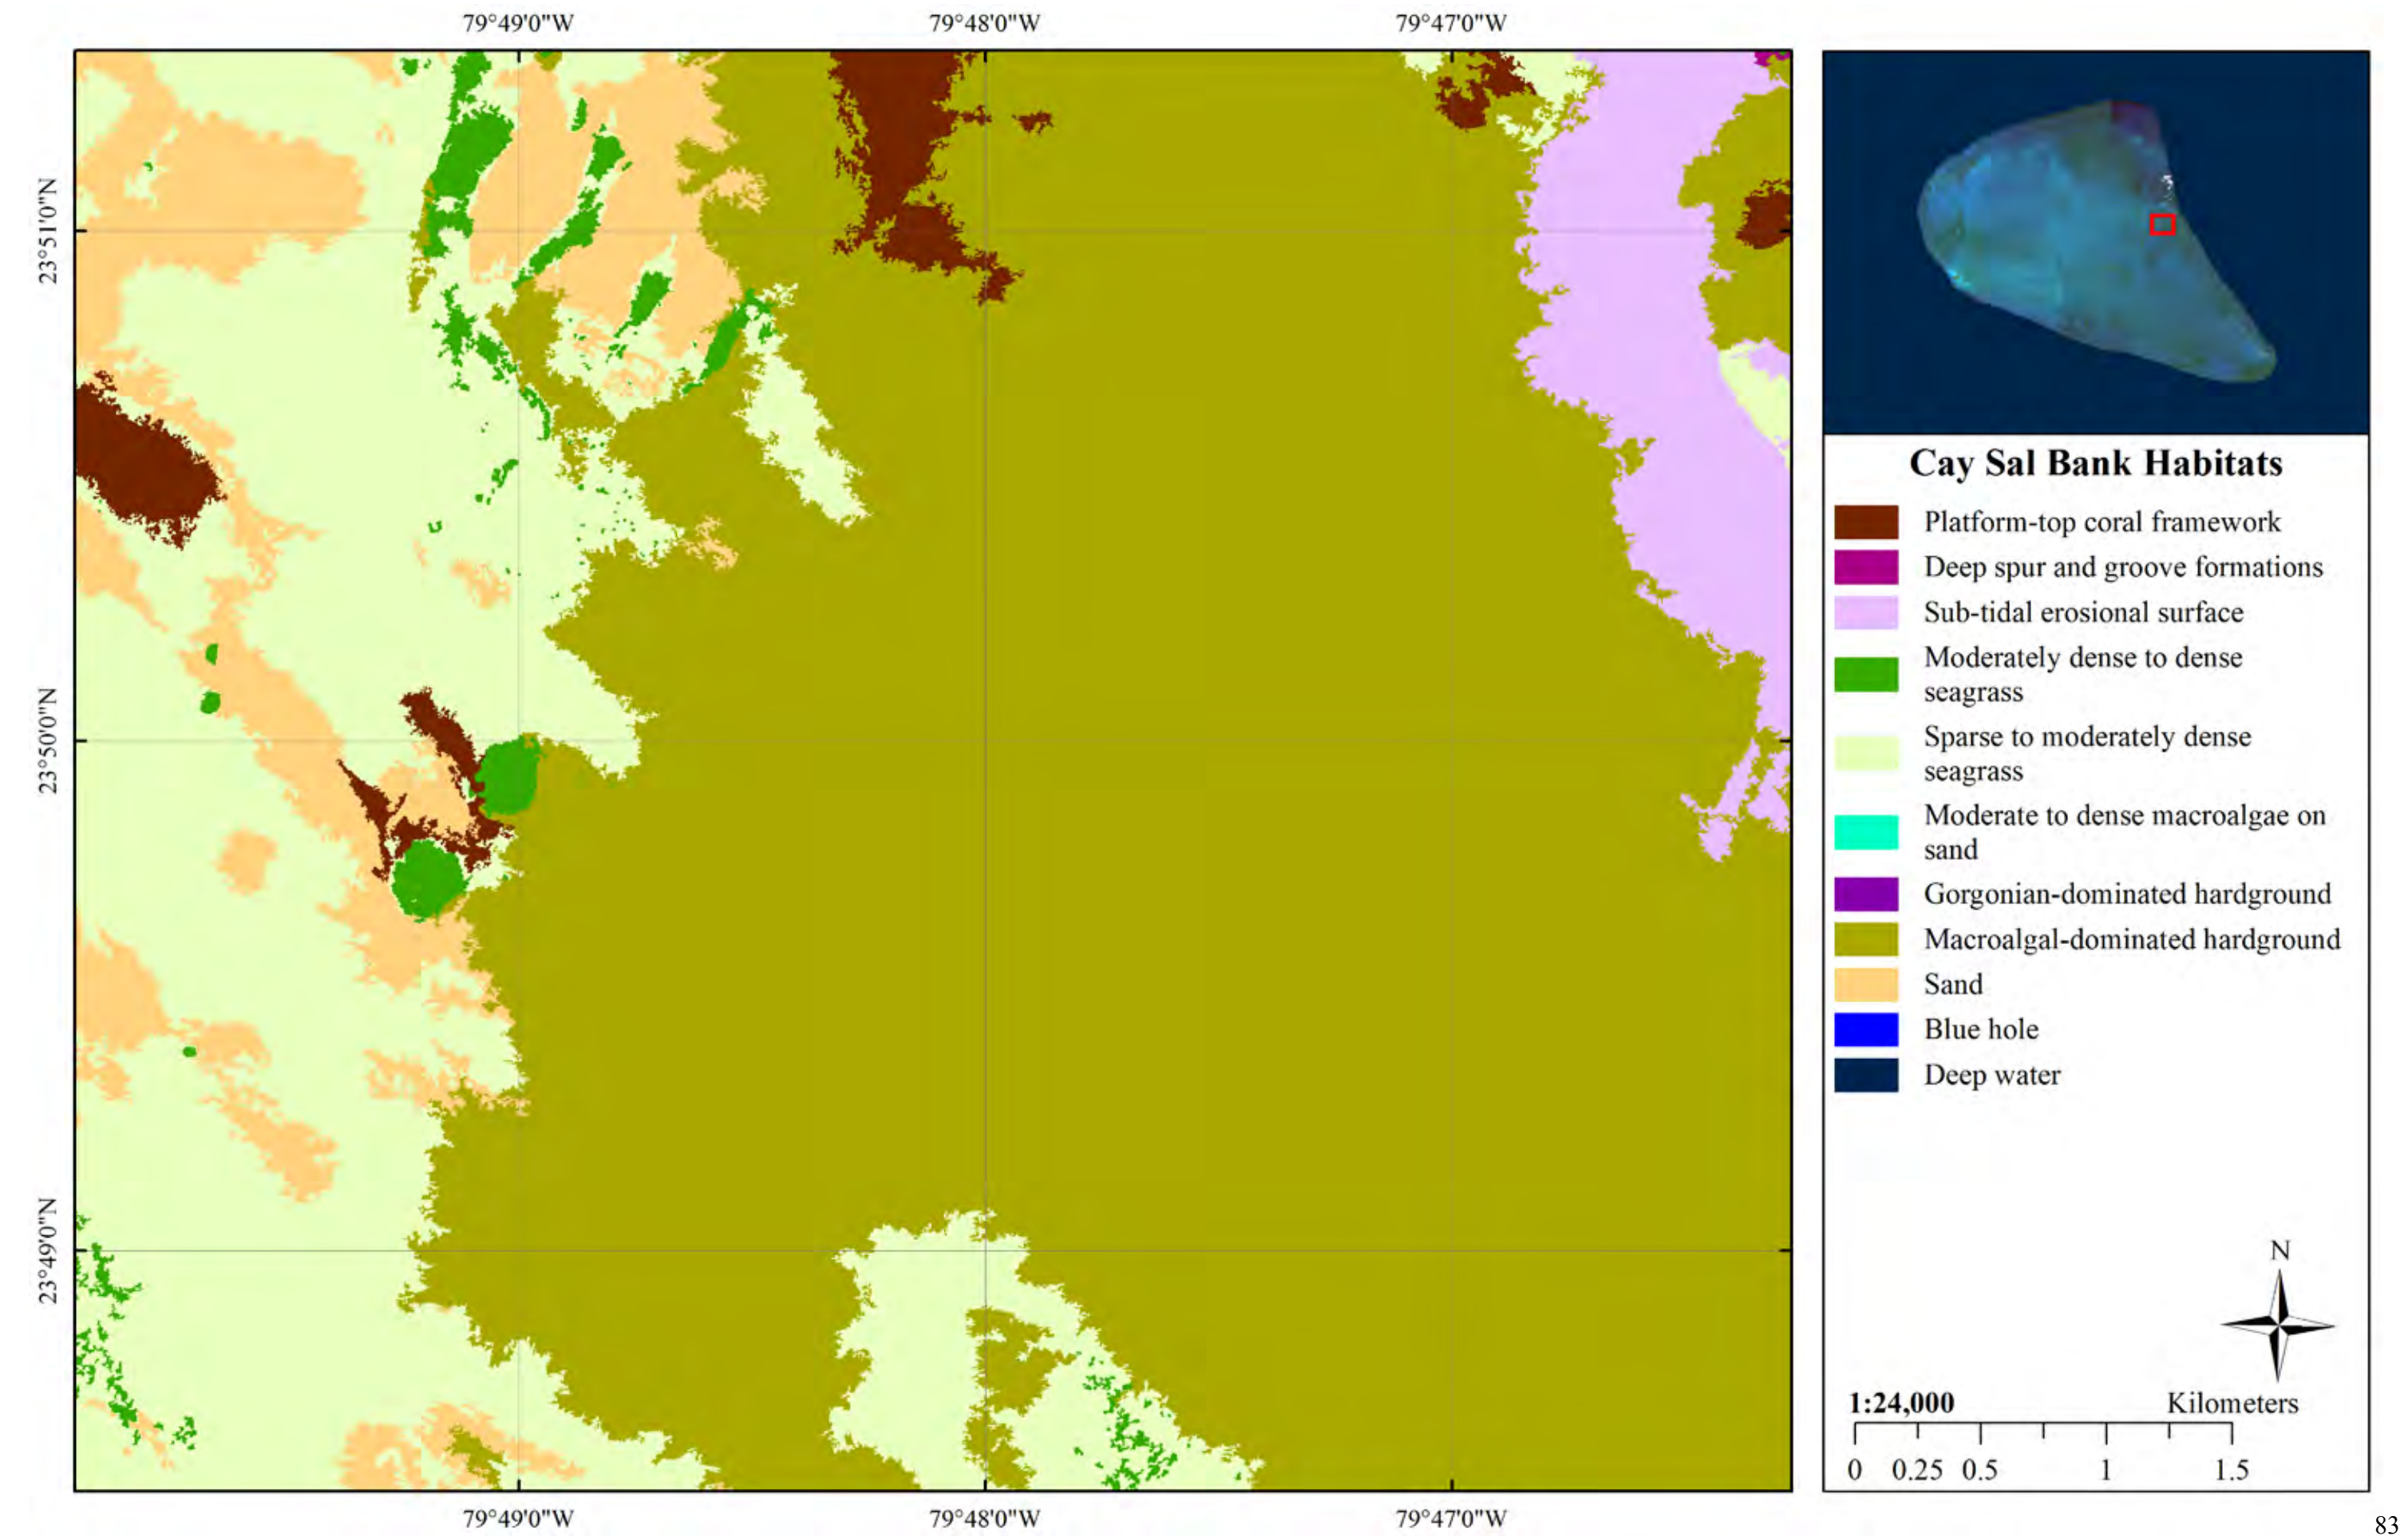 79°49'0"W 79°48'0"W 79°47'0"W
23°51'0"N
23°50'0"N
23°49'0"N
79°49'0"W 79°48'0"W 79°47'0"W
Cay Sal Bank Habitats
Platform-top coral framework
Deep spur and groove formations
Sub-tidal erosional surface
Moderately dense to dense
seagrass
Sparse to moderately dense
seagrass
Moderate to dense macroalgae on
sand
Gorgonian-dominated hardground
Macroalgal-dominated hardground
Sand
Blue hole
Deep water
N
1:24,000 Kilometers
0 0.25 0.5 1 1.5
83